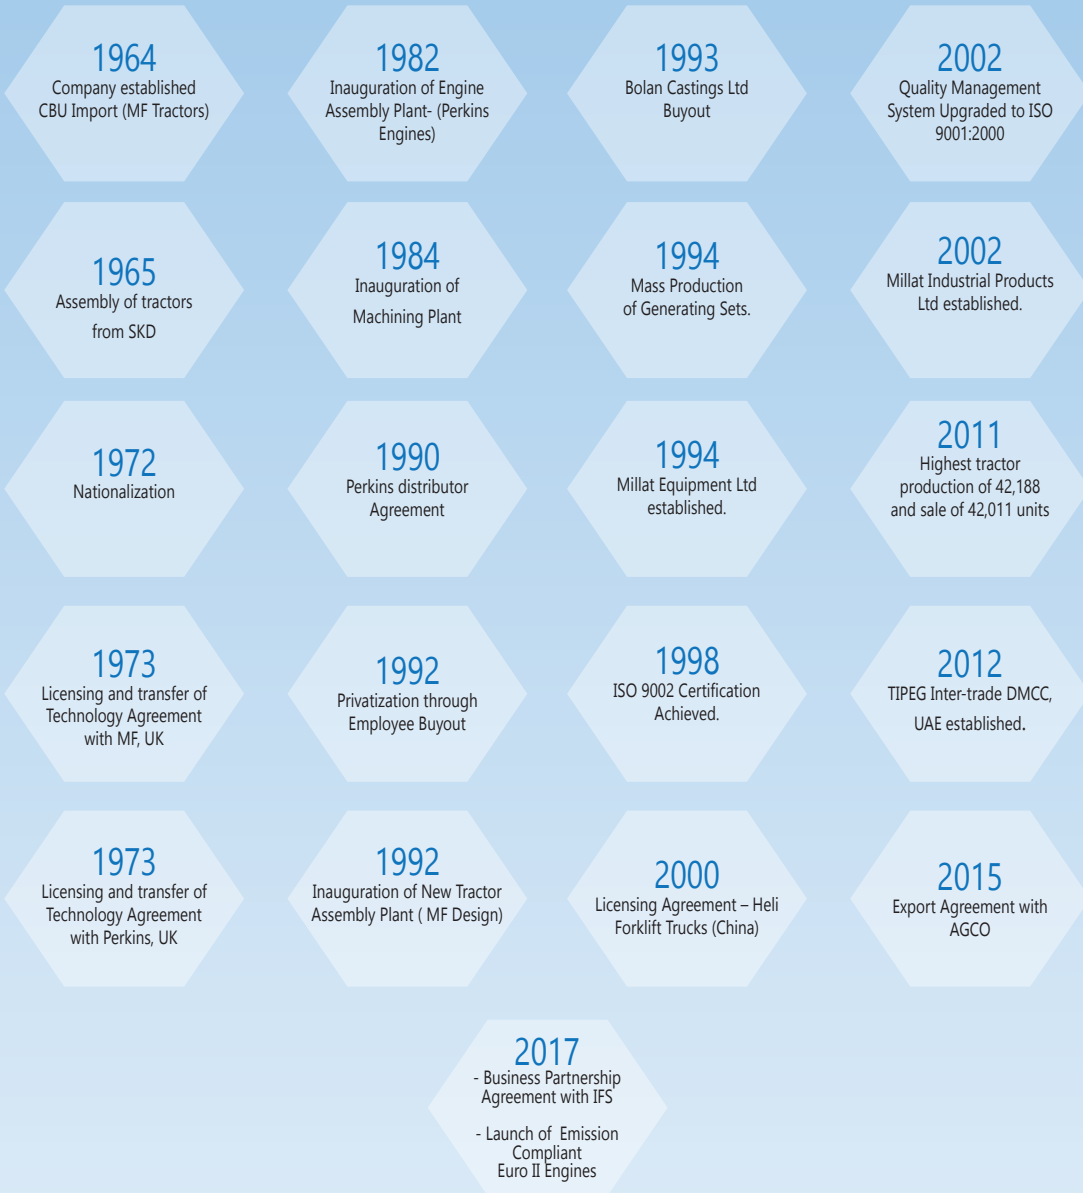 1964
Company established
CBU Import (MF Tractors)
1965
Assembly of tractors
from SKD
1972
Nationalization
1973
Licensing and transfer of
Technology Agreement
with MF, UK
1973
Licensing and transfer of
Technology Agreement
with Perkins, UK
1982
Inauguration of Engine
Assembly Plant- (Perkins
Engines)
1984
Inauguration of
Machining Plant
1990
Perkins distributor
Agreement
1992
Privatization through
Employee Buyout
1992
Inauguration of New Tractor
Assembly Plant ( MF Design)
1993
Bolan Castings Ltd
Buyout
1994
Mass Production
of Generating Sets.
1994
Millat Equipment Ltd
established.
1998
ISO 9002 Certification
Achieved.
2000
Licensing Agreement – Heli
Forklift Trucks (China)
2002
Quality Management
System Upgraded to ISO
9001:2000
2002
Millat Industrial Products
Ltd established.
2011
Highest tractor
production of 42,188
and sale of 42,011 units
2012
TIPEG Inter-trade DMCC,
UAE established.
2015
Export Agreement with
AGCO
2017
- Business Partnership
Agreement with IFS
- Launch of Emission
Compliant
Euro II Engines